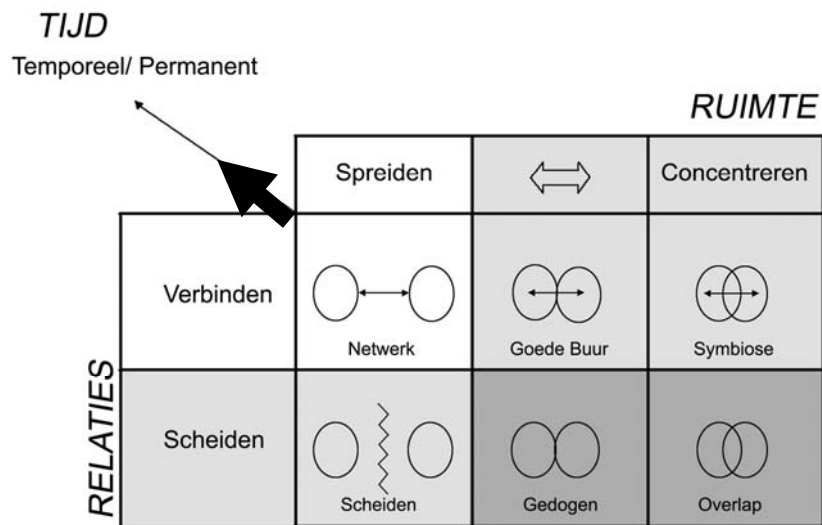 TIJD
Temporeel/ Permanent
RUIMTE
Spreiden
Concentreren
Verbinden
Netwerk
Goede Buur
Symbiose
RELATIES
Scheiden
Scheiden
Gedogen
Overlap